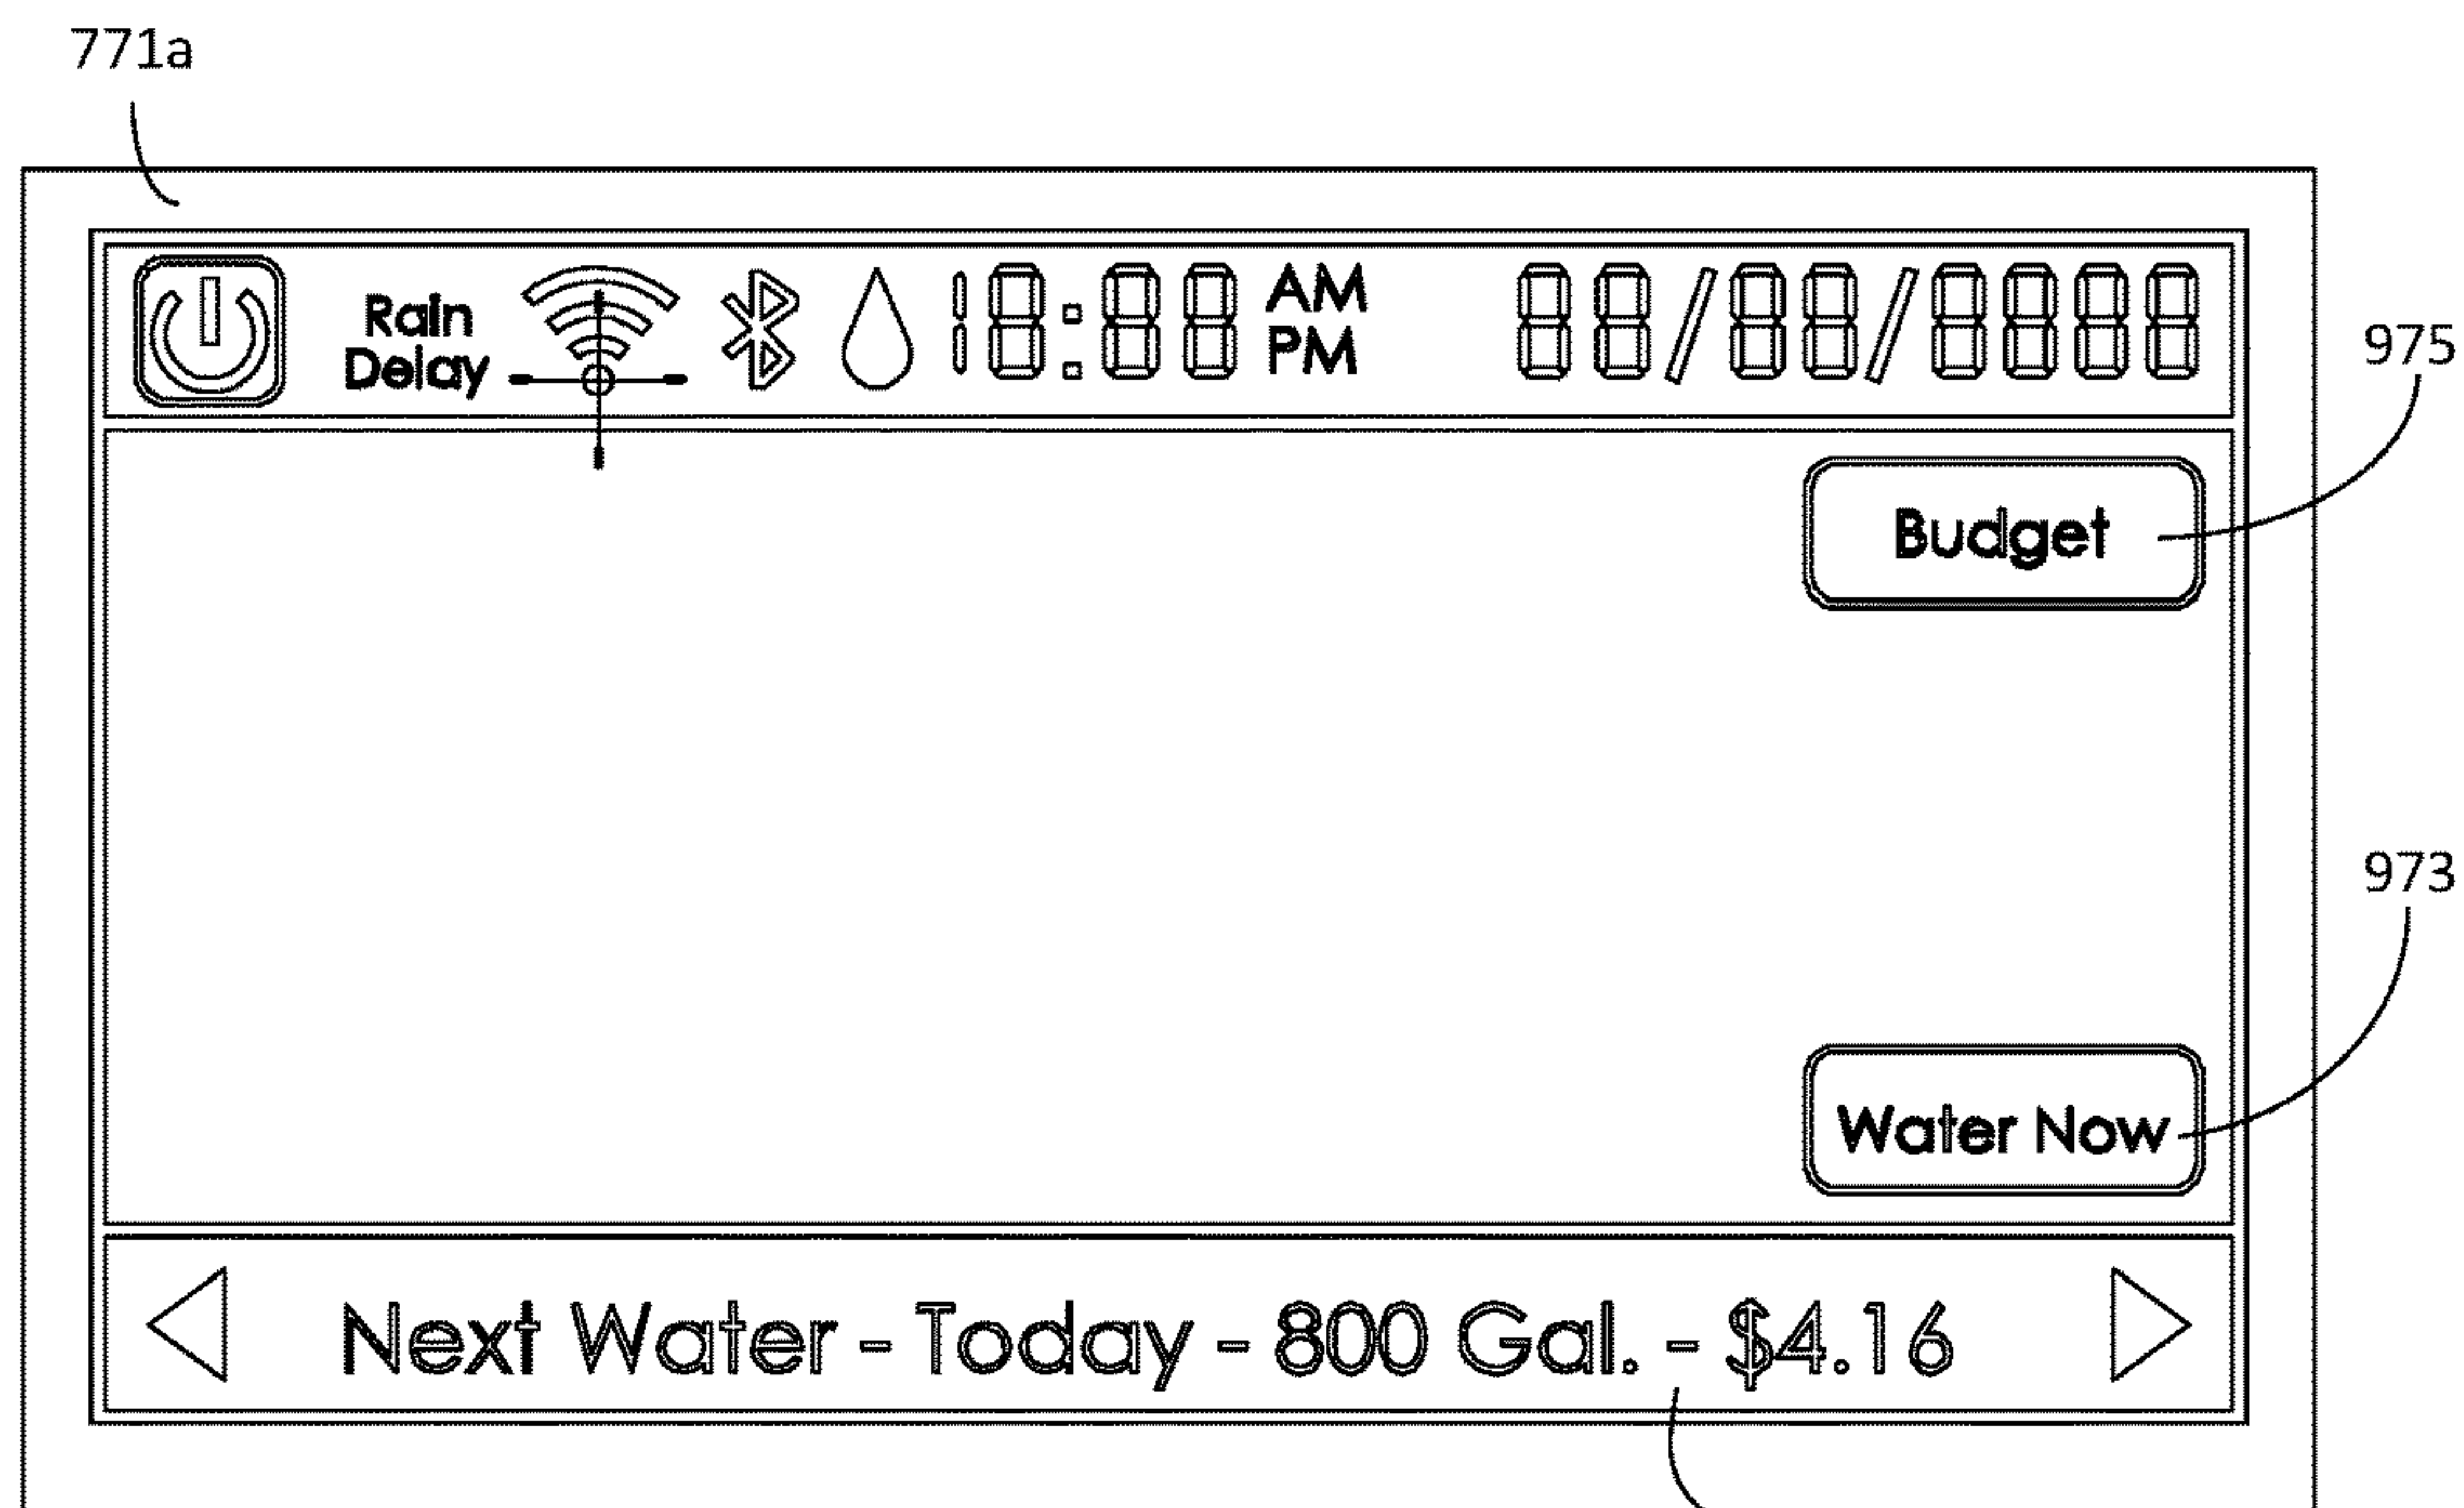 771a
Rain
Delay
18:88
AM
PM
88/88/8888
975
Budget
973
Water Now
Next Water - Today - 800 Gal. - $4.16